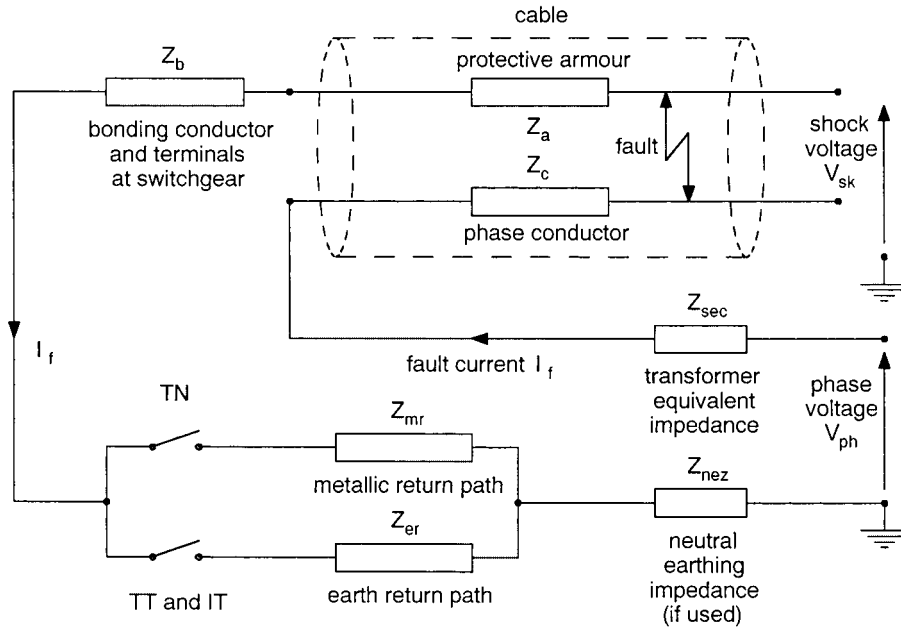 cable
Z_b
protective armour
bonding conductor
and terminals
at switchgear
Z_a
fault
shock
voltage
V_sk
Z_c
phase conductor
Z_sec
I_f
fault current I_f
transformer
equivalent
impedance
phase
voltage
V_ph
TN
Z_mr
metallic return path
Z_nez
Z_er
neutral
earthing
impedance
(if used)
TT and IT
earth return path